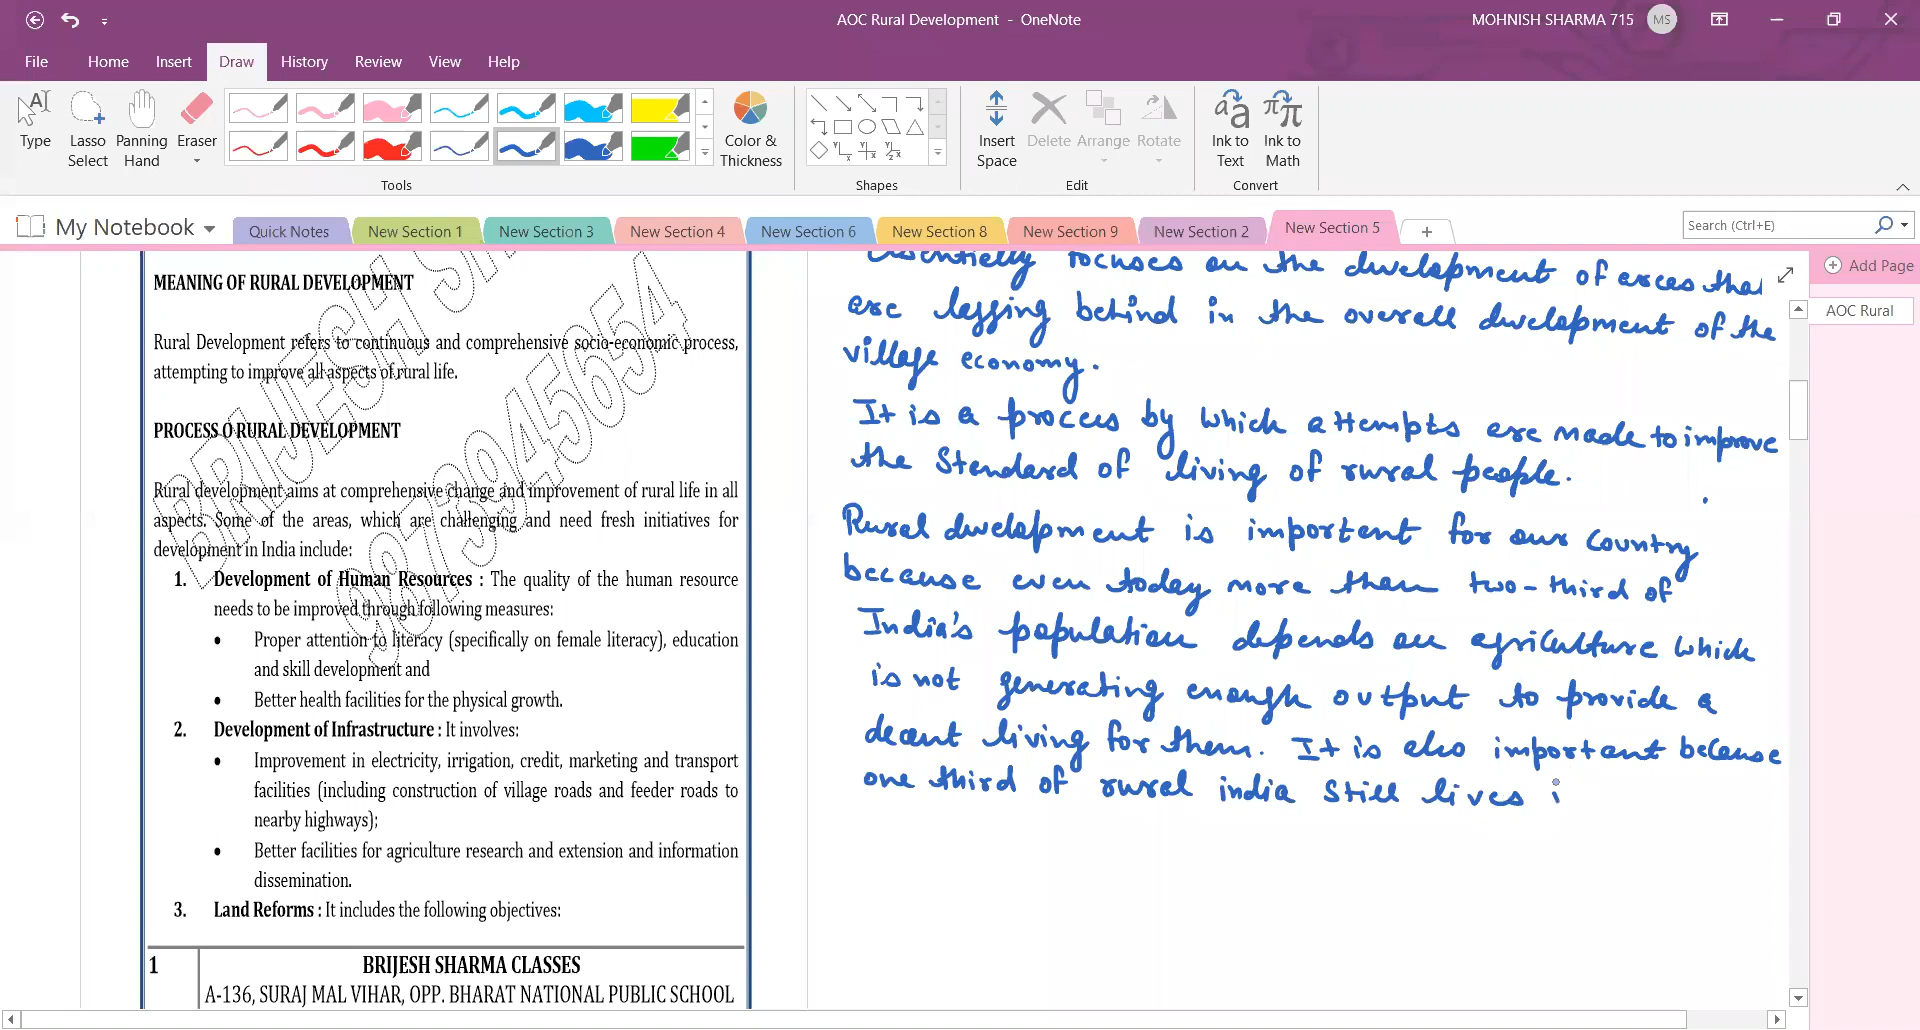 AOC Rural Development - OneNote
MOHNISH SHARMA 715
MS
File
Home
Insert
Draw
History
Review
View
Help
Type
Lasso
Select
Panning
Hand
Eraser
Color &
Thickness
Insert
Space
Delete
Arrange
Rotate
Ink to
Text
Ink to
Math
Tools
Shapes
Edit
Convert
My Notebook
Quick Notes
New Section 1
New Section 3
New Section 4
New Section 6
New Section 8
New Section 9
New Section 2
New Section 5
Search (Ctrl+E)
Add Page
AOC Rural
MEANING OF RURAL DEVELOPMENT
Rural Development refers to continuous and comprehensive socio-economic process,
attempting to improve all aspects of rural life.
PROCESS O RURAL DEVELOPMENT
Rural development aims at comprehensive change and improvement of rural life in all
aspects. Some of the areas, which are challenging and need fresh initiatives for
development in India include:
1. Development of Human Resources : The quality of the human resource
needs to be improved through following measures:
• Proper attention to literacy (specifically on female literacy), education
and skill development and
• Better health facilities for the physical growth.
2. Development of Infrastructure : It involves:
• Improvement in electricity, irrigation, credit, marketing and transport
facilities (including construction of village roads and feeder roads to
nearby highways);
• Better facilities for agriculture research and extension and information
dissemination.
3. Land Reforms : It includes the following objectives:
1
BRIJESH SHARMA CLASSES
A-136, SURAJ MAL VIHAR, OPP. BHARAT NATIONAL PUBLIC SCHOOL
BRIJESH
9873945654
Essentially focuses on the development of areas that
are lagging behind in the overall development of the
village economy.
It is a process by which attempts are made to improve
the Standard of living of rural people.
Rural development is important for our country
because even today more than two-third of
India's population depends on agriculture which
is not generating enough output to provide a
decent living for them. It is also important because
one third of rural india still lives i